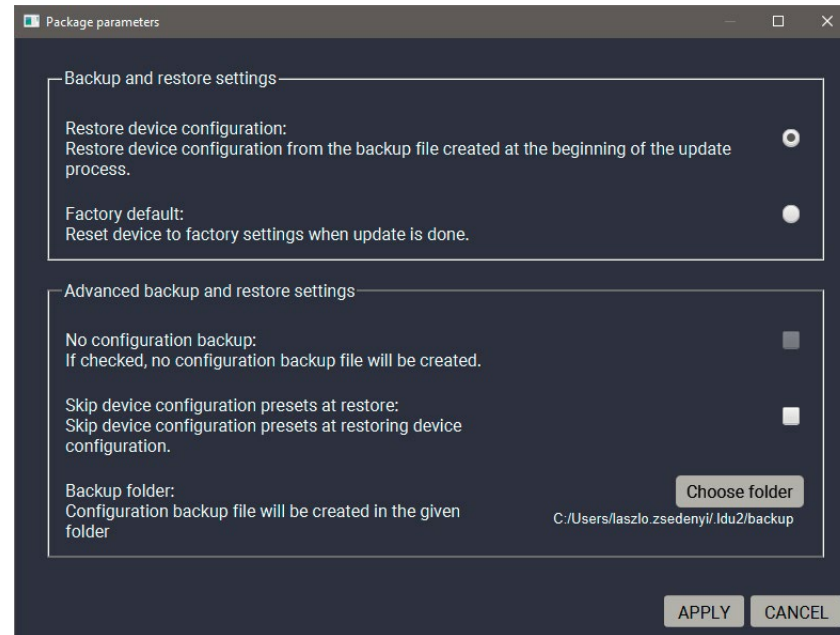 Package parameters
Backup and restore settings
Restore device configuration:
Restore device configuration from the backup file created at the beginning of the update
process.
Factory default:
Reset device to factory settings when update is done.
Advanced backup and restore settings
No configuration backup:
If checked, no configuration backup file will be created.
Skip device configuration presets at restore:
Skip device configuration presets at restoring device
configuration.
Backup folder:
Configuration backup file will be created in the given
folder
Choose folder
C:/Users/laszlo.zsedenyi/.ldu2/backup
APPLY
CANCEL